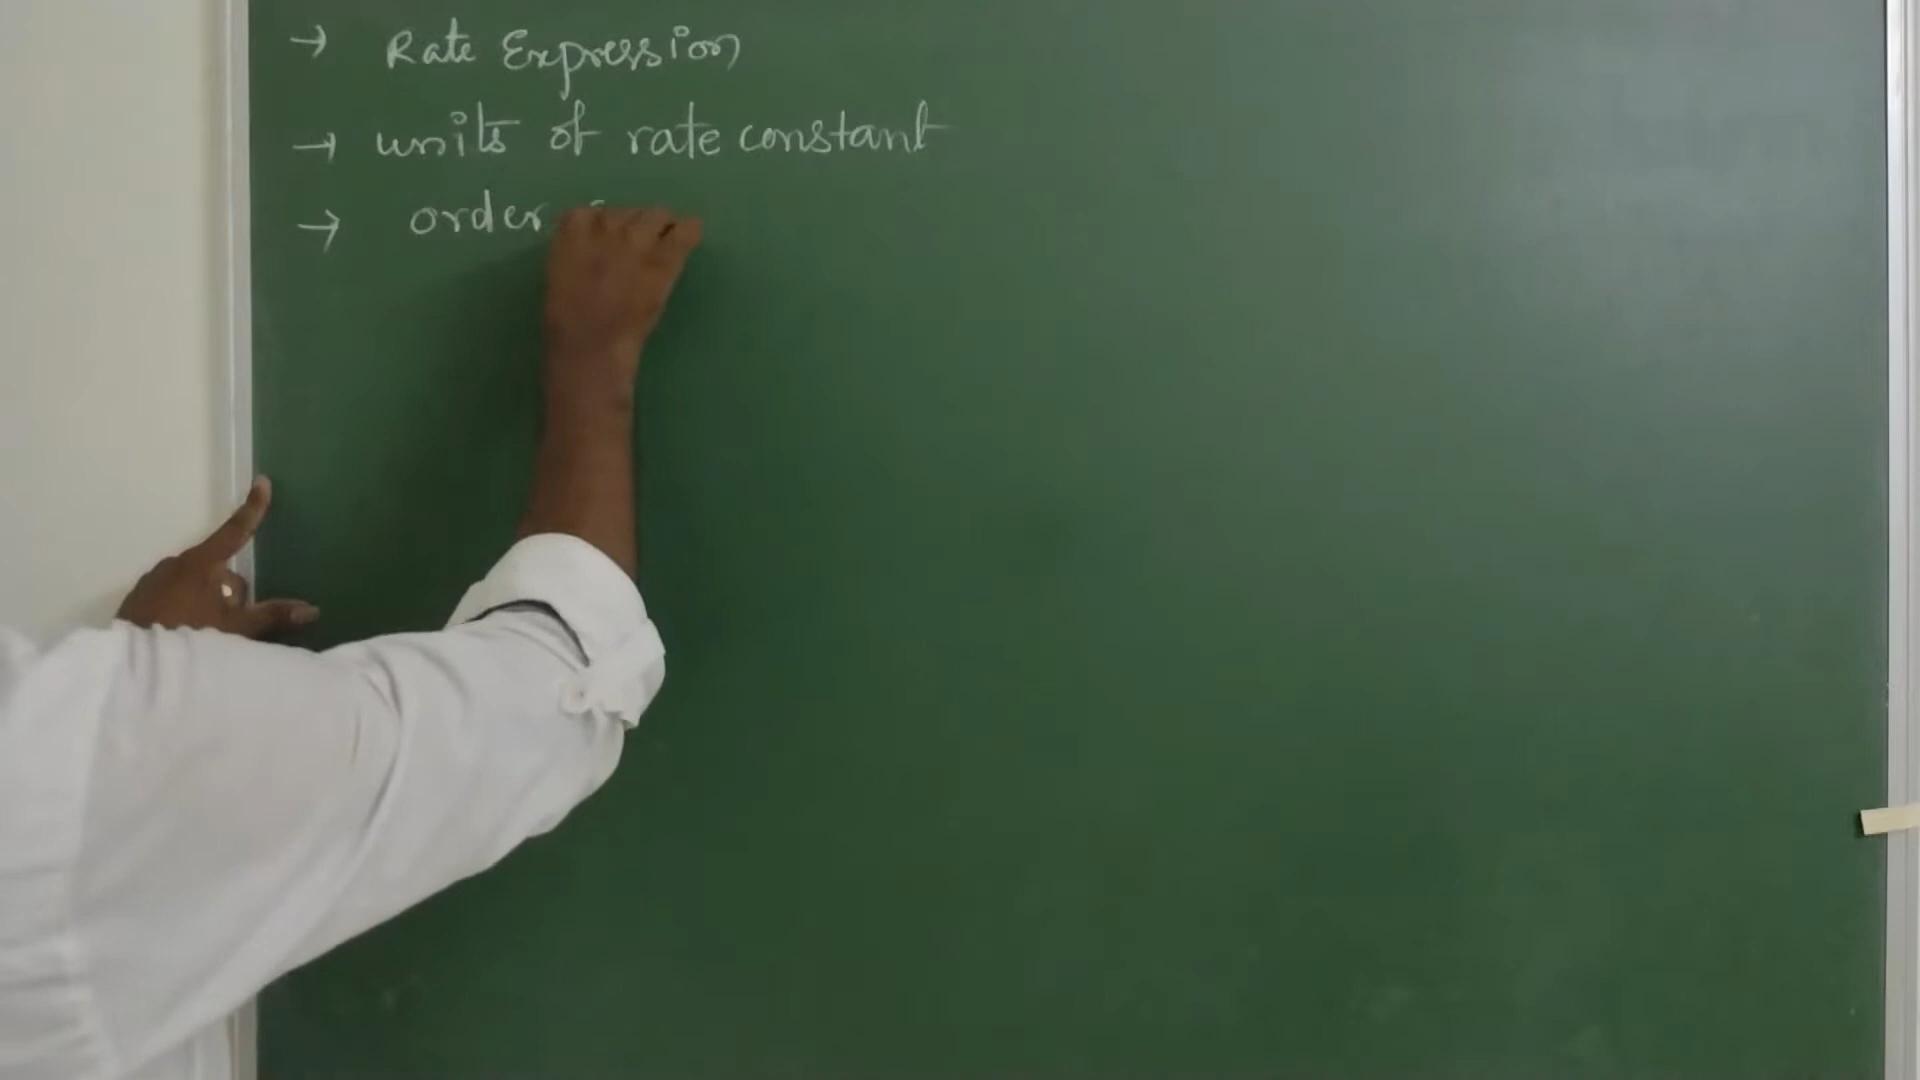 → Rate Expression
→ units of rate constant
→ order